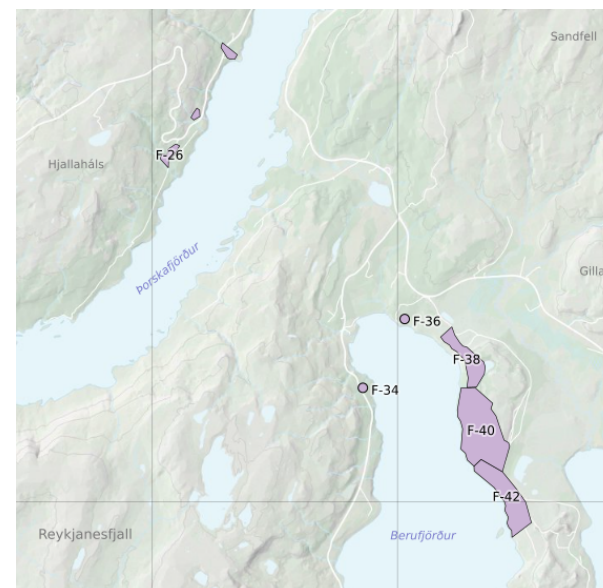 Sandfell
F-26
Hjallaháls
Þorskafjörður
Gilla
F-36
F-38
F-34
F-40
F-42
Reykjanesfjall
Berufjörður